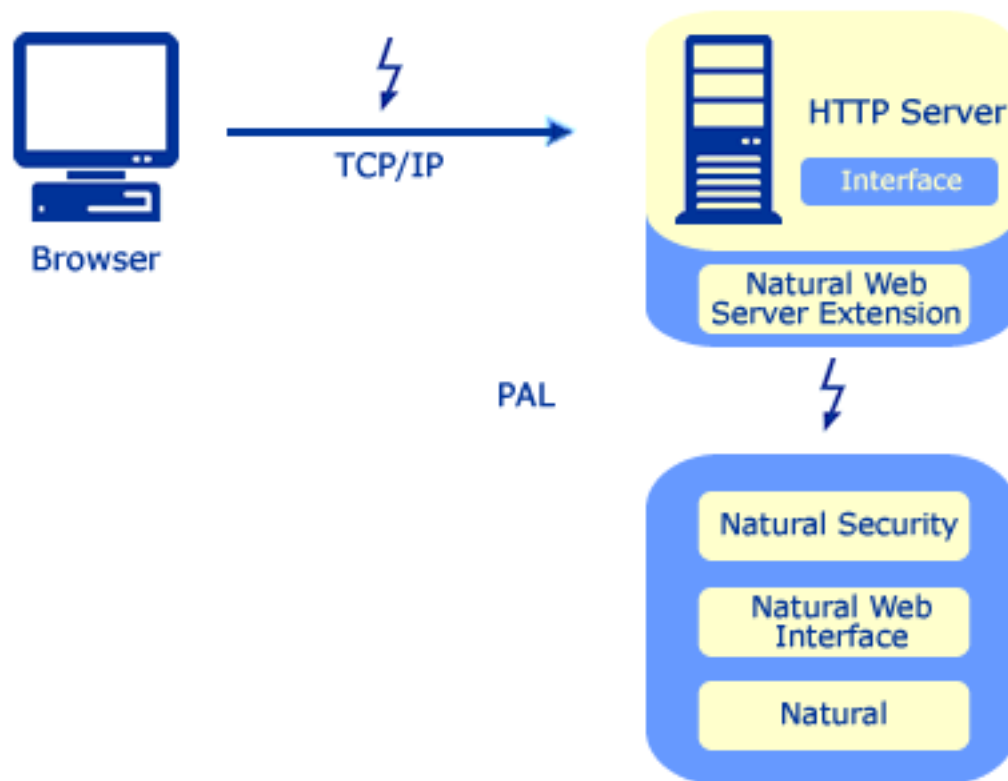 HTTP Server
TCP/IP
Interface
Browser
Natural Web
Server Extension
PAL
Natural Security
Natural Web
Interface
Natural